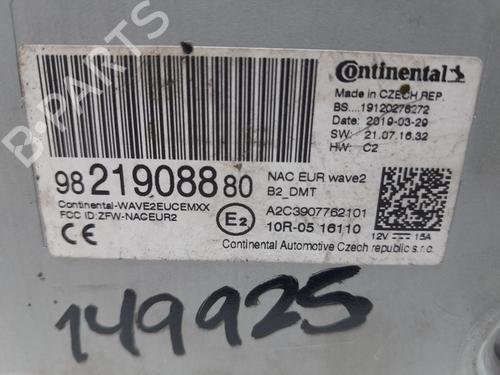 Continental
Made in CZECH REP.
BS....19120276272
Date: 2019-03-29
SW: 21.07.16.32
HW: C2
98 219088 80
NAC EUR wave2
B2_DMT
Continental-WAVE2EUCEMXX
FCC ID:ZFW-NACEUR2
CE
E2
A2C3907762101
10R-05 16110
12V 15A
Continental Automotive Czech republic s.r.o.
149925
B-PARTS